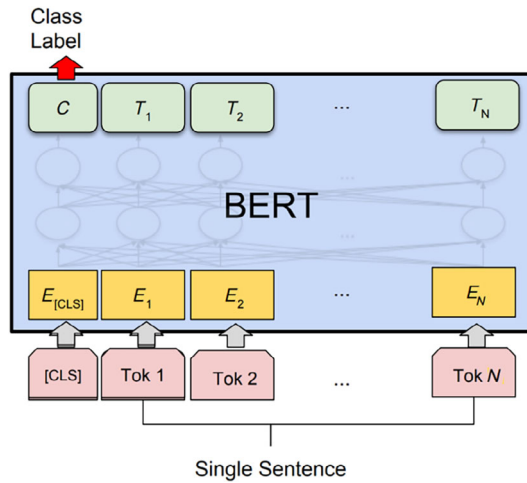 Class
Label
C T1 T2 ... TN
...
BERT
...
E[CLS] E1 E2 ... EN
[CLS] Tok 1 Tok 2 ... Tok N
Single Sentence